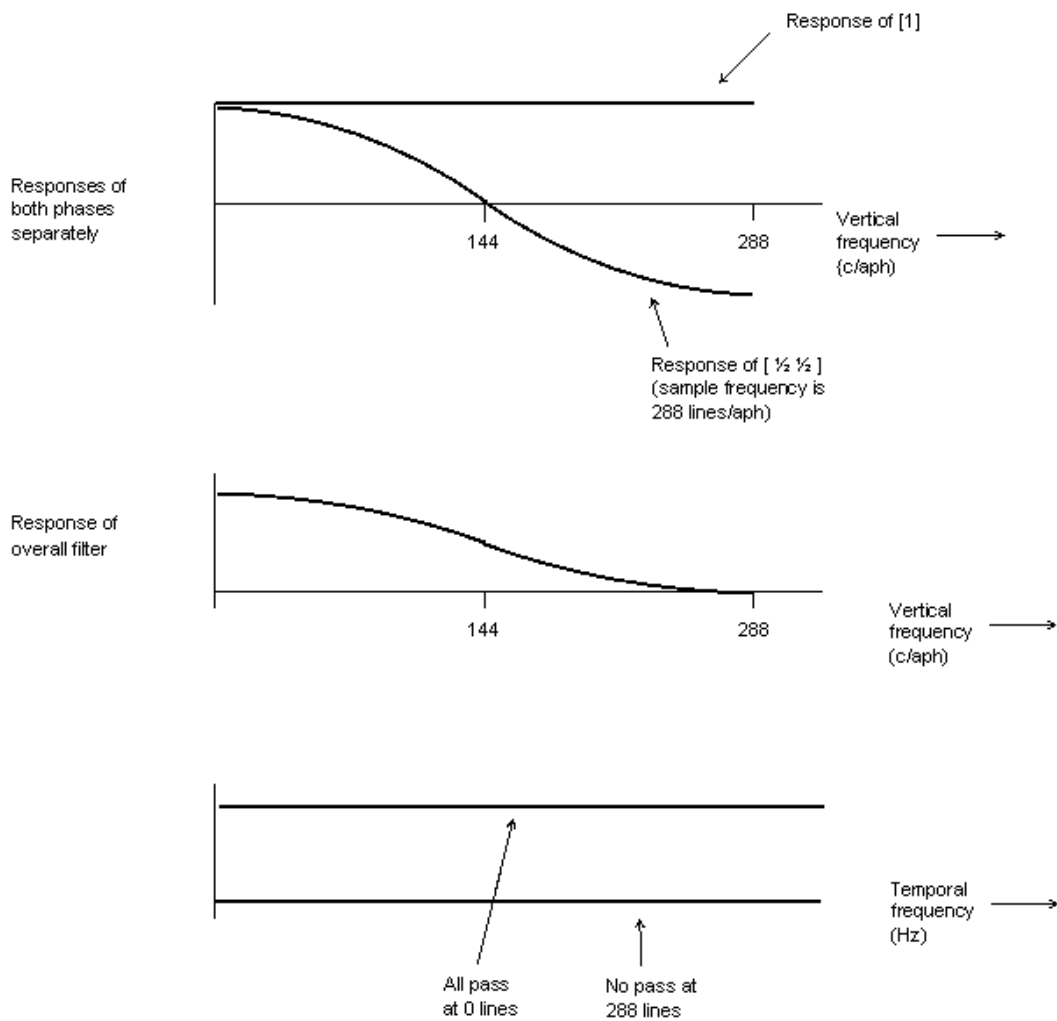 Response of [1]
Responses of
both phases
separately
144
288
Vertical
frequency
{c/aph)
Response of [ ½ ½ ]
(sample frequency is
288 lines/aph)
Response of
overall filter
144
288
Vertical
frequency
(c/aph)
Temporal
frequency
(Hz)
All pass
at 0 lines
No pass at
288 lines